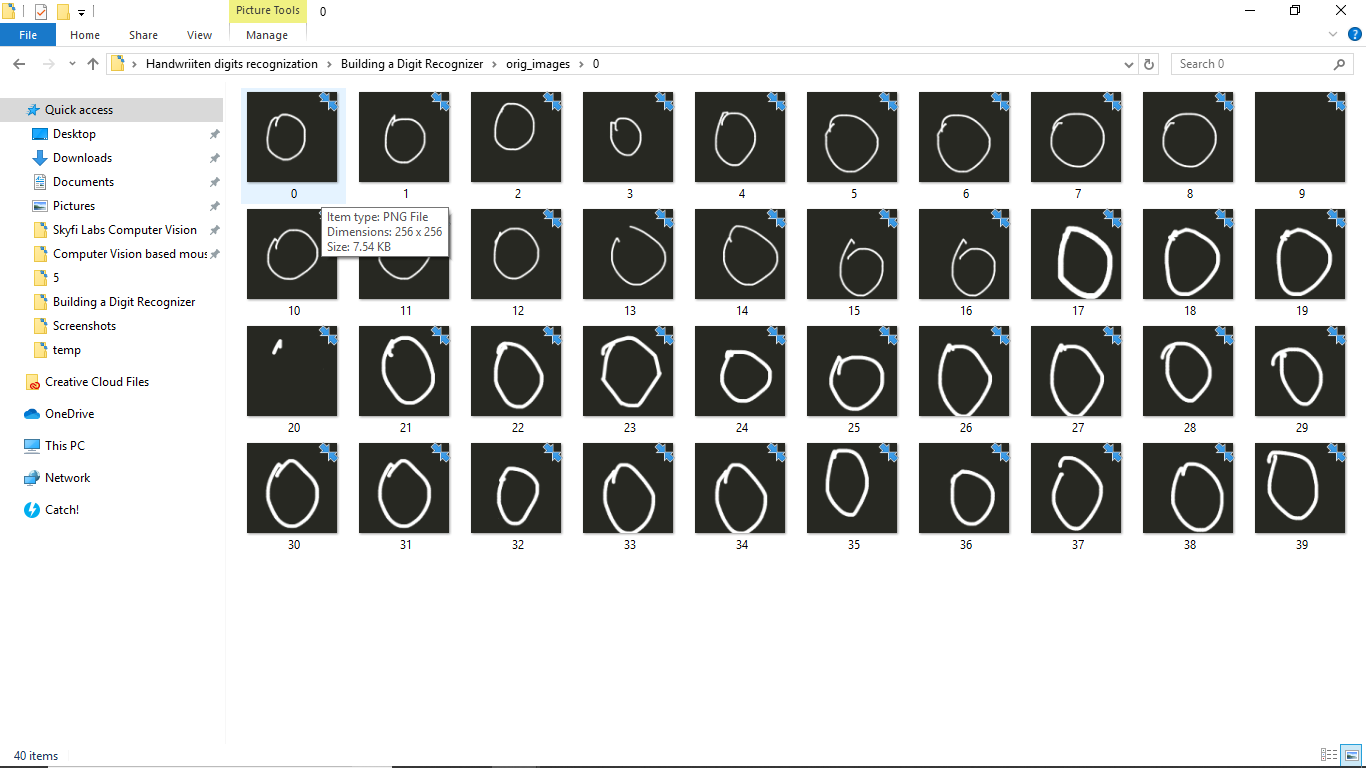 Picture Tools 0
File Home Share View Manage
Handwriiten digits recognization Building a Digit Recognizer orig_images 0 Search 0
Quick access
Desktop
Downloads
Documents
Pictures
Skyfi Labs Computer Vision
Computer Vision based mous
5
Building a Digit Recognizer
Screenshots
temp
Creative Cloud Files
OneDrive
This PC
Network
Catch!
0 1 2 3 4 5 6 7 8 9
Item type: PNG File
Dimensions: 256 x 256
Size: 7.54 KB
10 11 12 13 14 15 16 17 18 19
20 21 22 23 24 25 26 27 28 29
30 31 32 33 34 35 36 37 38 39
40 items